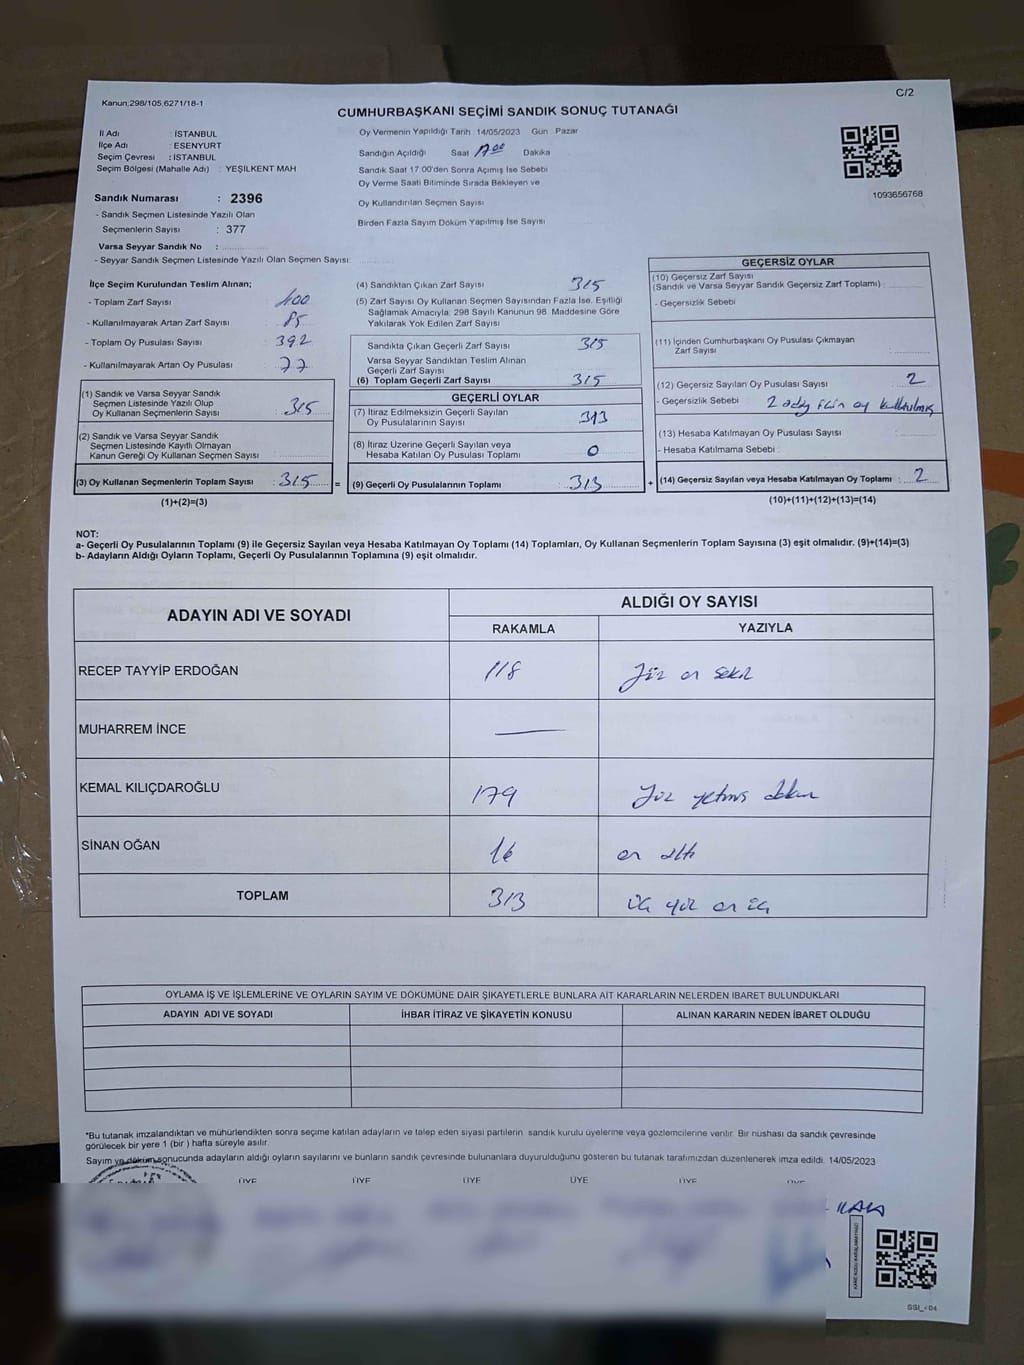 Kanun;298/105,6271/18-1
C/2
CUMHURBAŞKANI SEÇİMİ SANDIK SONUÇ TUTANAĞI
İl Adı : İSTANBUL
İlçe Adı : ESENYURT
Seçim Çevresi : İSTANBUL
Seçim Bölgesi (Mahalle Adı) : YEŞİLKENT MAH
Sandık Numarası : 2396
- Sandık Seçmen Listesinde Yazılı Olan
Seçmenlerin Sayısı : 377
Varsa Seyyar Sandık No :
- Seyyar Sandık Seçmen Listesinde Yazılı Olan Seçmen Sayısı:
Oy Vermenin Yapıldığı Tarih : 14/05/2023 Gün Pazar
Sandığın Açıldığı Saat 17.00 Dakika
Sandık Saat 17:00'den Sonra Açımış İse Sebebi
Oy Verme Saati Bitiminde Sırada Bekleyen ve
Oy Kullandırılan Seçmen Sayısı
Birden Fazla Sayım Döküm Yapılmış İse Sayısı
1093656768
İlçe Seçim Kurulundan Teslim Alınan;
- Toplam Zarf Sayısı : 400
- Kullanılmayarak Artan Zarf Sayısı : 85
- Toplam Oy Pusulası Sayısı : 392
- Kullanılmayarak Artan Oy Pusulası : 77
(1) Sandık ve Varsa Seyyar Sandık
Seçmen Listesinde Yazılı Olup
Oy Kullanan Seçmenlerin Sayısı : 315
(2) Sandık ve Varsa Seyyar Sandık
Seçmen Listesinde Kayıtlı Olmayan
Kanun Gereği Oy Kullanan Seçmen Sayısı :
(3) Oy Kullanan Seçmenlerin Toplam Sayısı : 315 =
(1)+(2)=(3)
(4) Sandıktan Çıkan Zarf Sayısı : 315
(5) Zarf Sayısı Oy Kullanan Seçmen Sayısından Fazla İse, Eşitliği
Sağlamak Amacıyla, 298 Sayılı Kanunun 98. Maddesine Göre
Yakılarak Yok Edilen Zarf Sayısı
Sandıkta Çıkan Geçerli Zarf Sayısı : 315
Varsa Seyyar Sandıktan Teslim Alınan
Geçerli Zarf Sayısı :
(6) Toplam Geçerli Zarf Sayısı : 315
GEÇERLİ OYLAR
(7) İtiraz Edilmeksizin Geçerli Sayılan
Oy Pusulalarının Sayısı : 313
(8) İtiraz Üzerine Geçerli Sayılan veya
Hesaba Katılan Oy Pusulası Toplamı : 0
(9) Geçerli Oy Pusulalarının Toplamı : 313 +
GEÇERSİZ OYLAR
(10) Geçersiz Zarf Sayısı
(Sandık ve Varsa Seyyar Sandık Geçersiz Zarf Toplamı) :
- Geçersizlik Sebebi
(11) İçinden Cumhurbaşkanı Oy Pusulası Çıkmayan
Zarf Sayısı :
(12) Geçersiz Sayılan Oy Pusulası Sayısı : 2
- Geçersizlik Sebebi : 2 aday için oy kullanılmış
(13) Hesaba Katılmayan Oy Pusulası Sayısı :
- Hesaba Katılmama Sebebi :
(14) Geçersiz Sayılan veya Hesaba Katılmayan Oy Toplamı : 2
(10)+(11)+(12)+(13)=(14)
NOT:
a- Geçerli Oy Pusulalarının Toplamı (9) ile Geçersiz Sayılan veya Hesaba Katılmayan Oy Toplamı (14) Toplamları, Oy Kullanan Seçmenlerin Toplam Sayısına (3) eşit olmalıdır. (9)+(14)=(3)
b- Adayların Aldığı Oyların Toplamı, Geçerli Oy Pusulalarının Toplamına (9) eşit olmalıdır.
ADAYIN ADI VE SOYADI
ALDIĞI OY SAYISI
RAKAMLA YAZIYLA
RECEP TAYYİP ERDOĞAN 118 Yüz on sekiz
MUHARREM İNCE —
KEMAL KILIÇDAROĞLU 179 Yüz yetmiş dokuz
SİNAN OĞAN 16 on altı
TOPLAM 313 üç yüz on üç
OYLAMA İŞ VE İŞLEMLERİNE VE OYLARIN SAYIM VE DÖKÜMÜNE DAİR ŞİKAYETLERLE BUNLARA AİT KARARLARIN NELERDEN İBARET BULUNDUKLARI
ADAYIN ADI VE SOYADI İHBAR İTİRAZ VE ŞİKAYETİN KONUSU ALINAN KARARIN NEDEN İBARET OLDUĞU
*Bu tutanak imzalandıktan ve mühürlendikten sonra seçime katılan adayların ve talep eden siyasi partilerin sandık kurulu üyelerine veya gözlemcilerine verilir. Bir nüshası da sandık çevresinde
görülecek bir yere 1 (bir ) hafta süreyle asılır.
Sayım ve döküm sonucunda adayların aldığı oyların sayılarını ve bunların sandık çevresinde bulunanlara duyurulduğunu gösteren bu tutanak tarafımızdan düzenlenerek imza edildi. 14/05/2023
ÜYE ÜYE ÜYE ÜYE ÜYE ÜYE